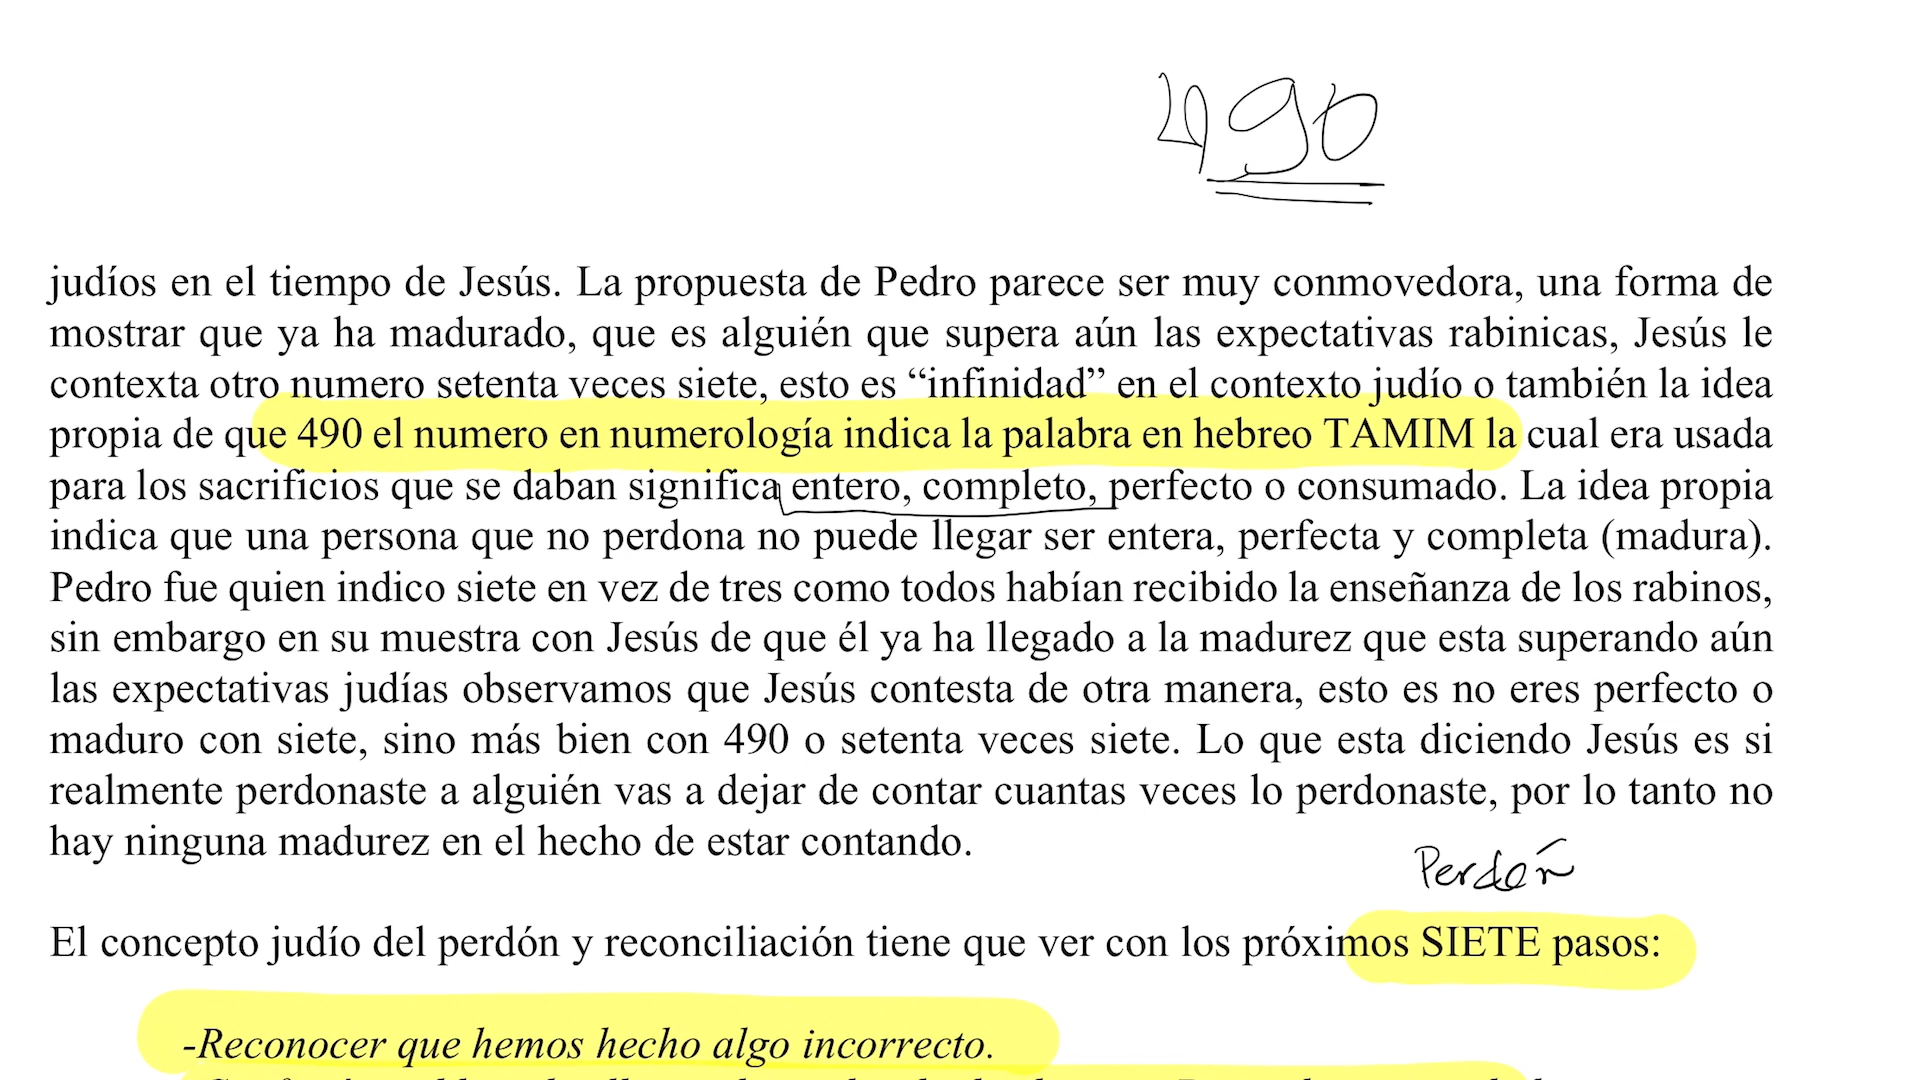 490
judíos en el tiempo de Jesús. La propuesta de Pedro parece ser muy conmovedora, una forma de
mostrar que ya ha madurado, que es alguién que supera aún las expectativas rabinicas, Jesús le
contexta otro numero setenta veces siete, esto es “infinidad” en el contexto judío o también la idea
propia de que 490 el numero en numerología indica la palabra en hebreo TAMIM la cual era usada
para los sacrificios que se daban significa entero, completo, perfecto o consumado. La idea propia
indica que una persona que no perdona no puede llegar ser entera, perfecta y completa (madura).
Pedro fue quien indico siete en vez de tres como todos habían recibido la enseñanza de los rabinos,
sin embargo en su muestra con Jesús de que él ya ha llegado a la madurez que esta superando aún
las expectativas judías observamos que Jesús contesta de otra manera, esto es no eres perfecto o
maduro con siete, sino más bien con 490 o setenta veces siete. Lo que esta diciendo Jesús es si
realmente perdonaste a alguién vas a dejar de contar cuantas veces lo perdonaste, por lo tanto no
hay ninguna madurez en el hecho de estar contando.
Perdón
El concepto judío del perdón y reconciliación tiene que ver con los próximos SIETE pasos:
-Reconocer que hemos hecho algo incorrecto.